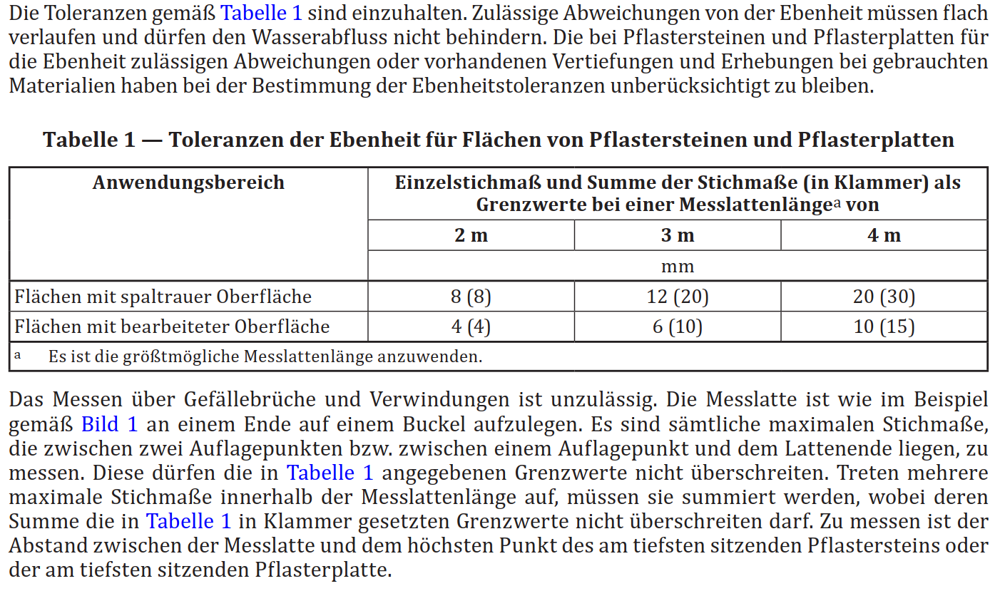 Die Toleranzen gemäß Tabelle 1 sind einzuhalten. Zulässige Abweichungen von der Ebenheit müssen flach
verlaufen und dürfen den Wasserabfluss nicht behindern. Die bei Pflastersteinen und Pflasterplatten für
die Ebenheit zulässigen Abweichungen oder vorhandenen Vertiefungen und Erhebungen bei gebrauchten
Materialien haben bei der Bestimmung der Ebenheitstoleranzen unberücksichtigt zu bleiben.
Tabelle 1 — Toleranzen der Ebenheit für Flächen von Pflastersteinen und Pflasterplatten
Anwendungsbereich
Einzelstichmaß und Summe der Stichmaße (in Klammer) als
Grenzwerte bei einer Messlattenlängeᵃ von
2 m 3 m 4 m
mm
Flächen mit spaltrauer Oberfläche 8 (8) 12 (20) 20 (30)
Flächen mit bearbeiteter Oberfläche 4 (4) 6 (10) 10 (15)
ᵃ Es ist die größtmögliche Messlattenlänge anzuwenden.
Das Messen über Gefällebrüche und Verwindungen ist unzulässig. Die Messlatte ist wie im Beispiel
gemäß Bild 1 an einem Ende auf einem Buckel aufzulegen. Es sind sämtliche maximalen Stichmaße,
die zwischen zwei Auflagepunkten bzw. zwischen einem Auflagepunkt und dem Lattenende liegen, zu
messen. Diese dürfen die in Tabelle 1 angegebenen Grenzwerte nicht überschreiten. Treten mehrere
maximale Stichmaße innerhalb der Messlattenlänge auf, müssen sie summiert werden, wobei deren
Summe die in Tabelle 1 in Klammer gesetzten Grenzwerte nicht überschreiten darf. Zu messen ist der
Abstand zwischen der Messlatte und dem höchsten Punkt des am tiefsten sitzenden Pflastersteins oder
der am tiefsten sitzenden Pflasterplatte.